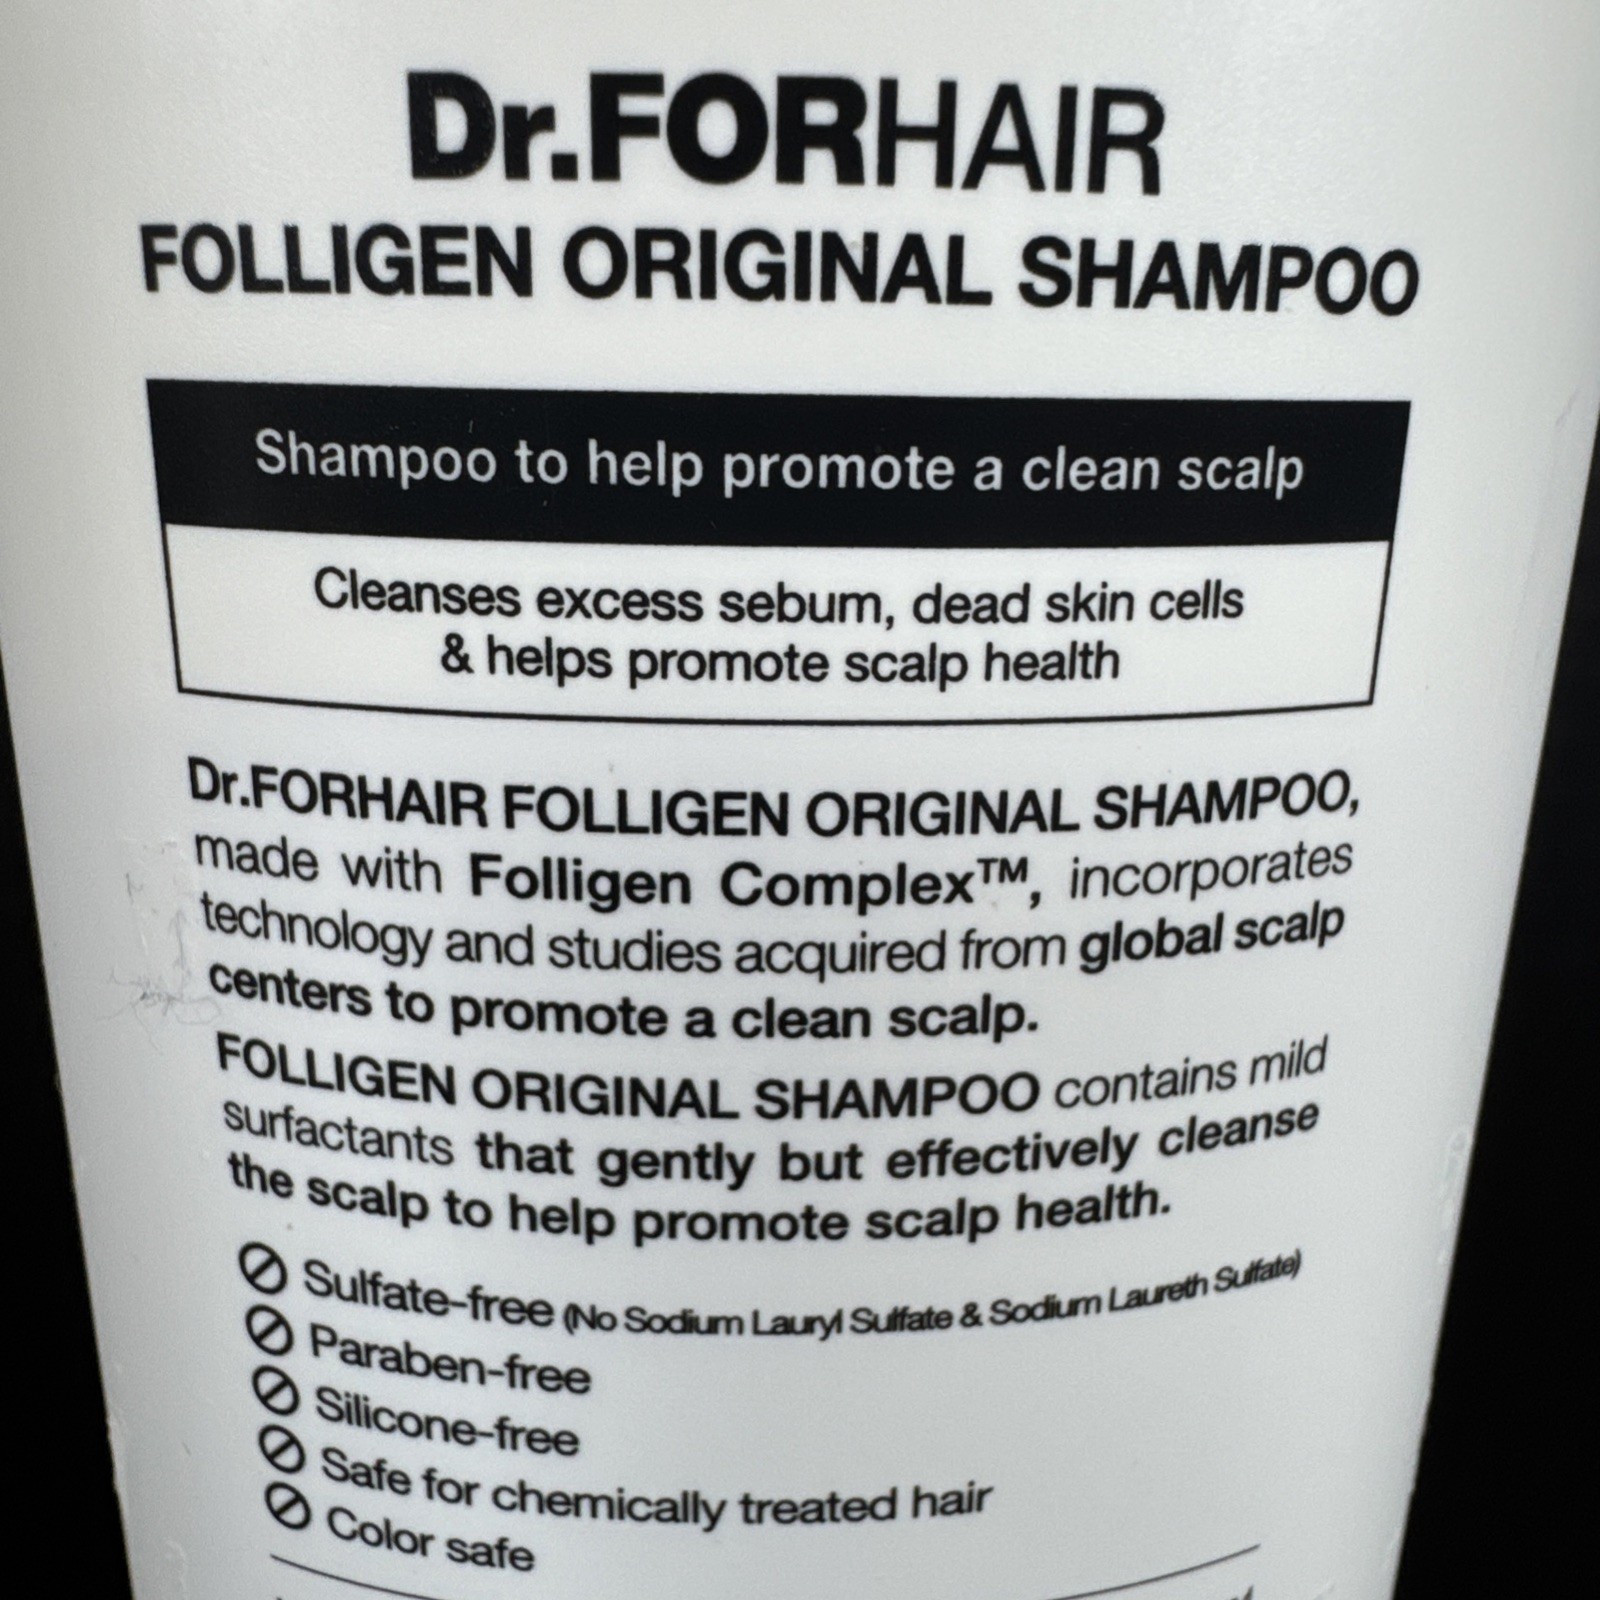 Dr.FORHAIR
FOLLIGEN ORIGINAL SHAMPOO
Shampoo to help promote a clean scalp
Cleanses excess sebum, dead skin cells
& helps promote scalp health
Dr.FORHAIR FOLLIGEN ORIGINAL SHAMPOO,
made with Folligen Complex™, incorporates
technology and studies acquired from global scalp
centers to promote a clean scalp.
FOLLIGEN ORIGINAL SHAMPOO contains mild
surfactants that gently but effectively cleanse
the scalp to help promote scalp health.
Sulfate-free (No Sodium Lauryl Sulfate & Sodium Laureth Sulfate)
Paraben-free
Silicone-free
Safe for chemically treated hair
Color safe